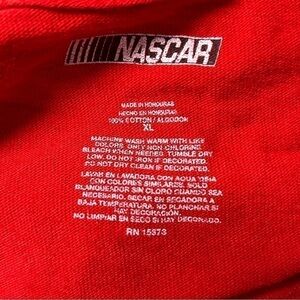 NASCAR
MADE IN HONDURAS
HECHO EN HONDURAS
100% COTTON / ALGODON
XL
MACHINE WASH WARM WITH LIKE
COLORS. ONLY NON-CHLORINE
BLEACH WHEN NEEDED. TUMBLE DRY
LOW. DO NOT IRON IF DECORATED.
DO NOT DRY CLEAN IF DECORATED.
LAVAR EN LAVADORA CON AGUA TIBIA
CON COLORES SIMILARES. SOLO
BLANQUEADOR SIN CLORO CUANDO SEA
NECESARIO. SECAR EN SECADORA A
BAJA TEMPERATURA. NO PLANCHAR SI
HAY DECORACIÓN.
NO LIMPIAR EN SECO SI HAY DECORADO.
RN 15373